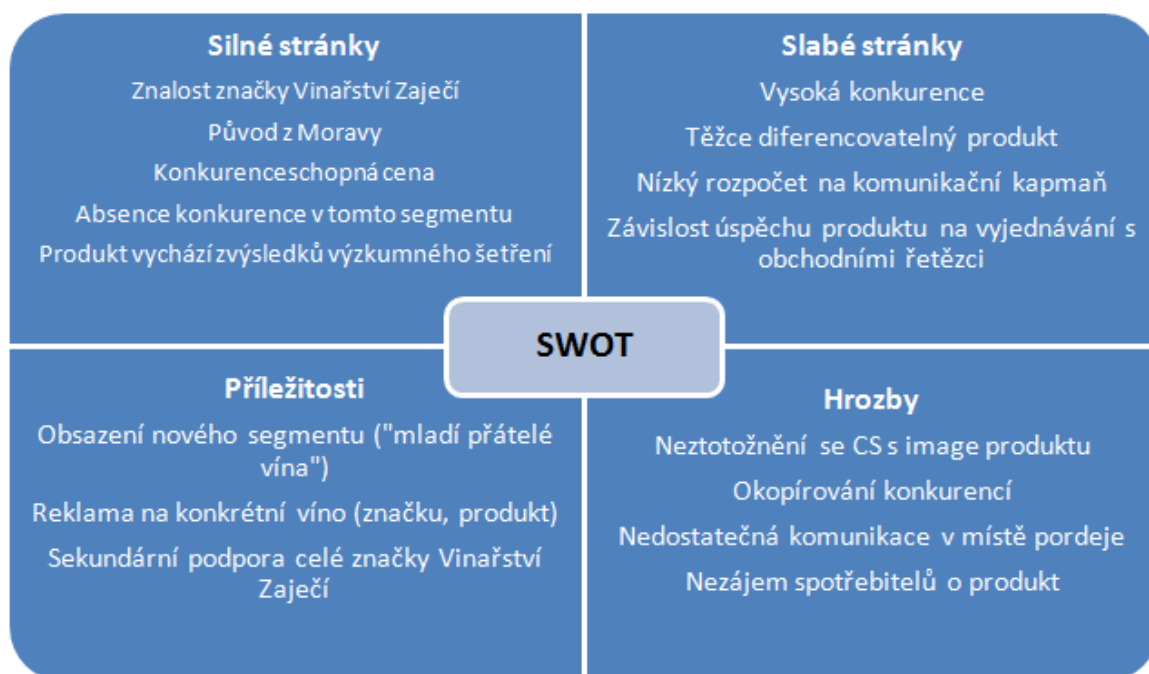 Silné stránky
Znalost značky Vinařství Zaječí
Původ z Moravy
Konkurenceschopná cena
Absence konkurence v tomto segmentu
Produkt vychází zvýsledků výzkumného šetření
Slabé stránky
Vysoká konkurence
Těžce diferencovatelný produkt
Nízký rozpočet na komunikační kapmaň
Závislost úspěchu produktu na vyjednávání s
obchodními řetězci
SWOT
Příležitosti
Obsazení nového segmentu ("mladí přátelé
vína")
Reklama na konkrétní víno (značku, produkt)
Sekundární podpora celé značky Vinařství
Zaječí
Hrozby
Neztotožnění se CS s image produktu
Okopírování konkurencí
Nedostatečná komunikace v místě pordeje
Nezájem spotřebitelů o produkt